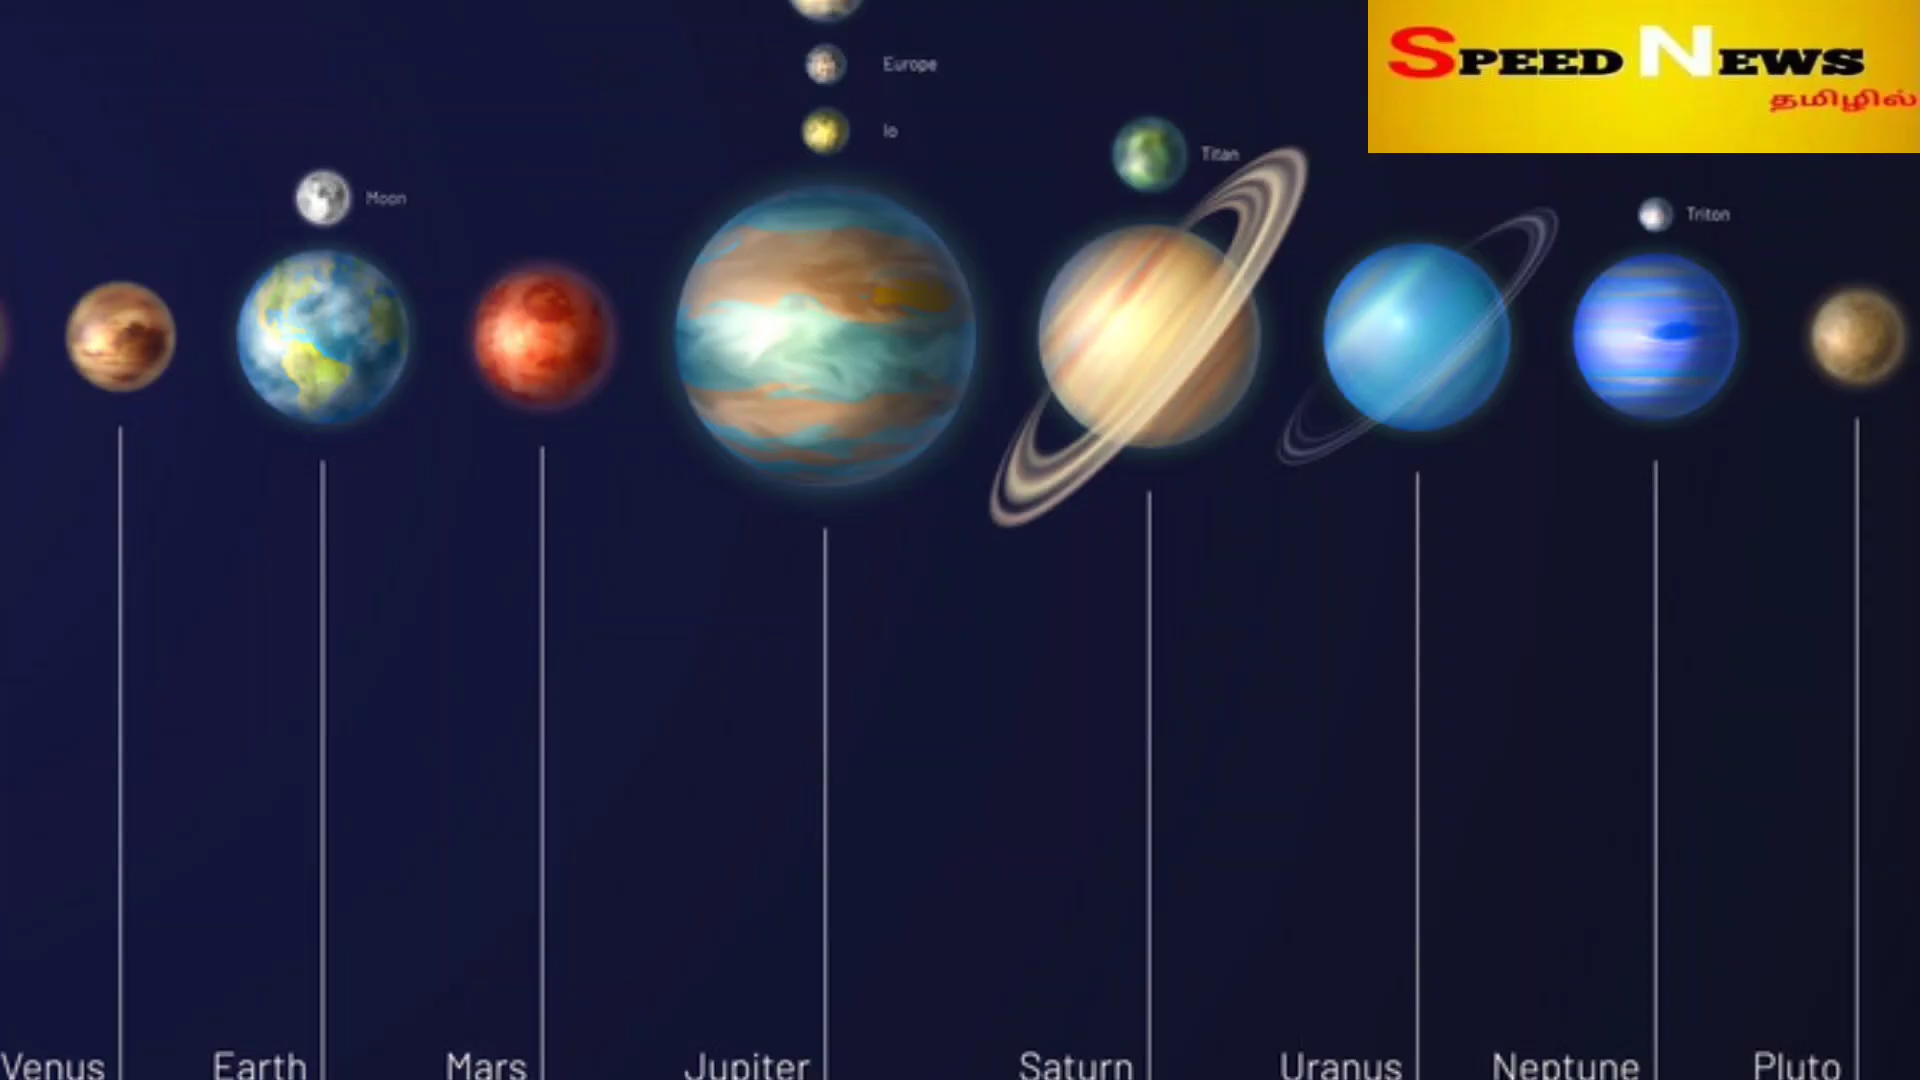 SPEED NEWS
தமிழில்
Europe
Io
Titan
Moon
Triton
Venus
Earth
Mars
Jupiter
Saturn
Uranus
Neptune
Pluto